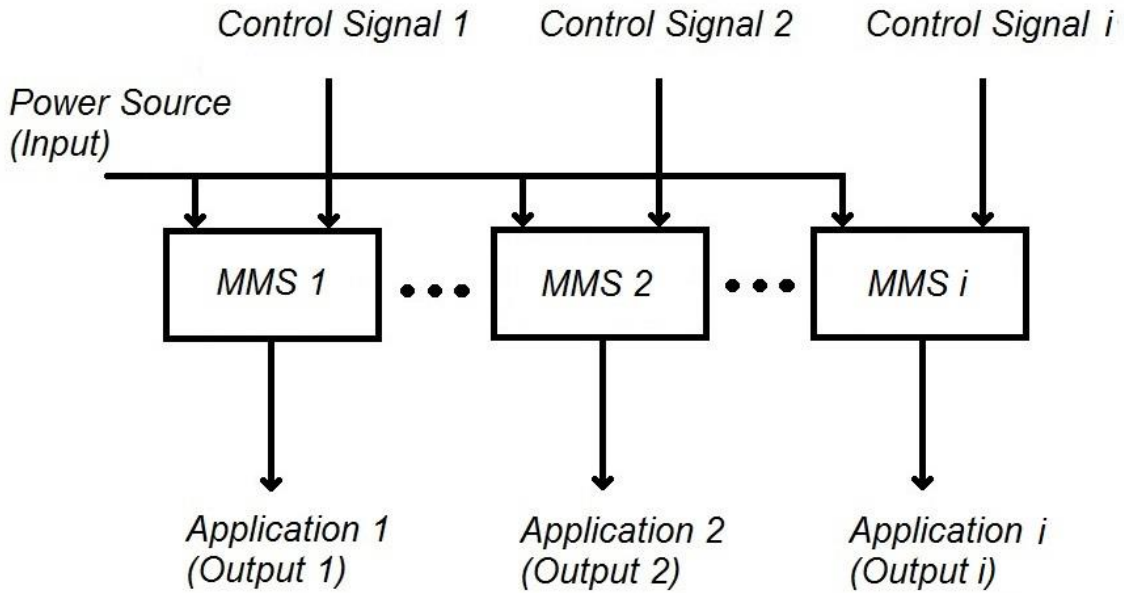 Control Signal 1
Control Signal 2
Control Signal i
Power Source
(Input)
MMS 1
MMS 2
MMS i
Application 1
(Output 1)
Application 2
(Output 2)
Application i
(Output i)